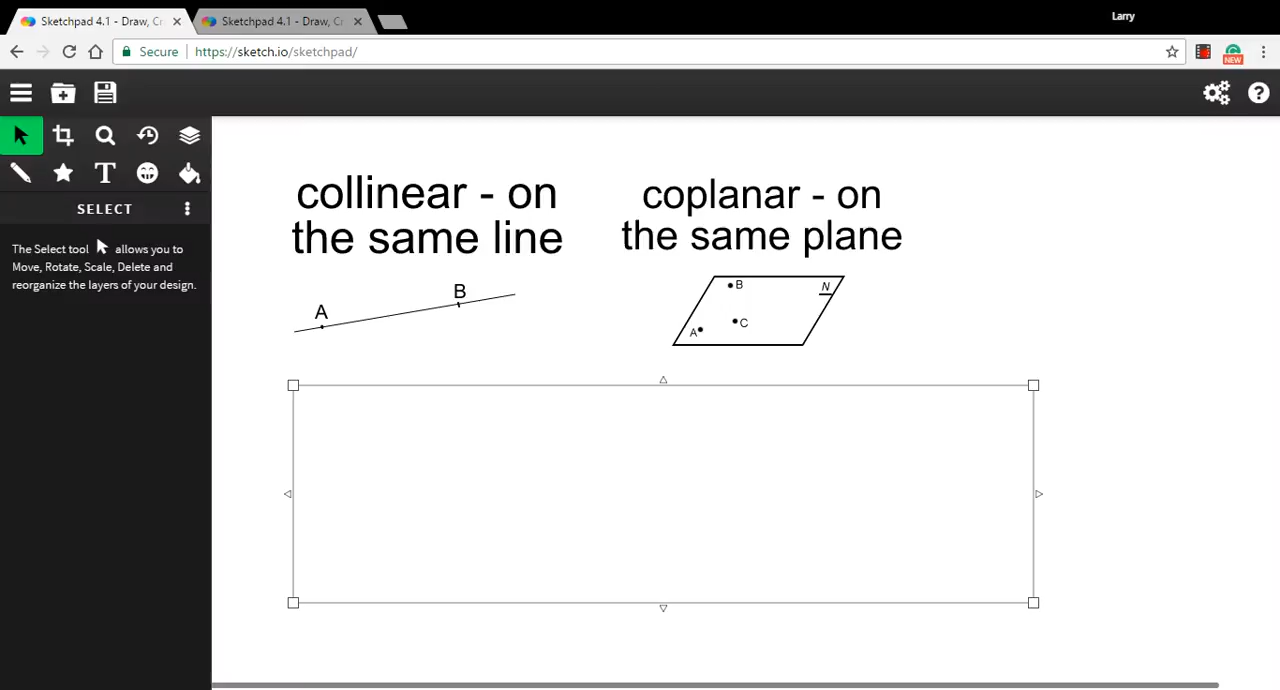 Larry
Sketchpad 4.1 - Draw, Cr
Sketchpad 4.1 - Draw, Cr
Secure
https://sketch.io/sketchpad/
NEW
T
SELECT
The Select tool allows you to
Move, Rotate, Scale, Delete and
reorganize the layers of your design.
collinear - on
the same line
A
B
coplanar - on
the same plane
B
N
C
A